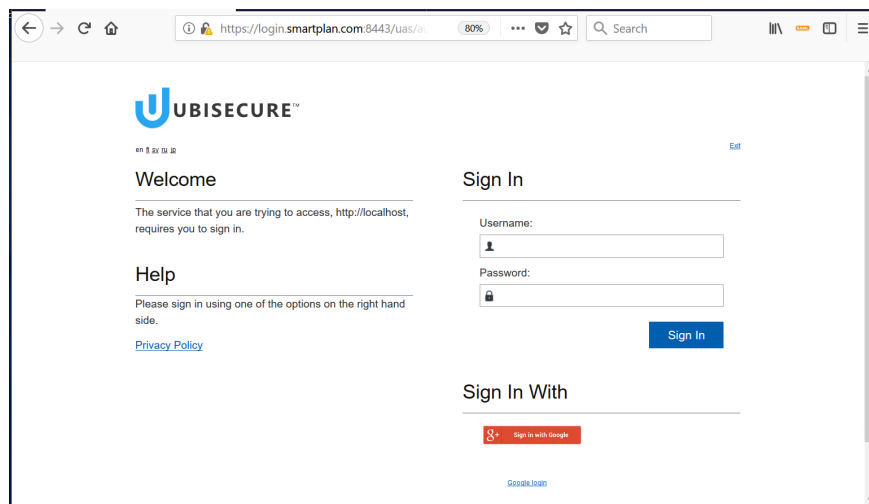 https://login.smartplan.com:8443/uas/a
80%
Search
UBISECURE™
en fi sv ru jp
Exit
Welcome
The service that you are trying to access, http://localhost,
requires you to sign in.
Help
Please sign in using one of the options on the right hand
side.
Privacy Policy
Sign In
Username:
Password:
Sign In
Sign In With
g+ Sign in with Google
Google login